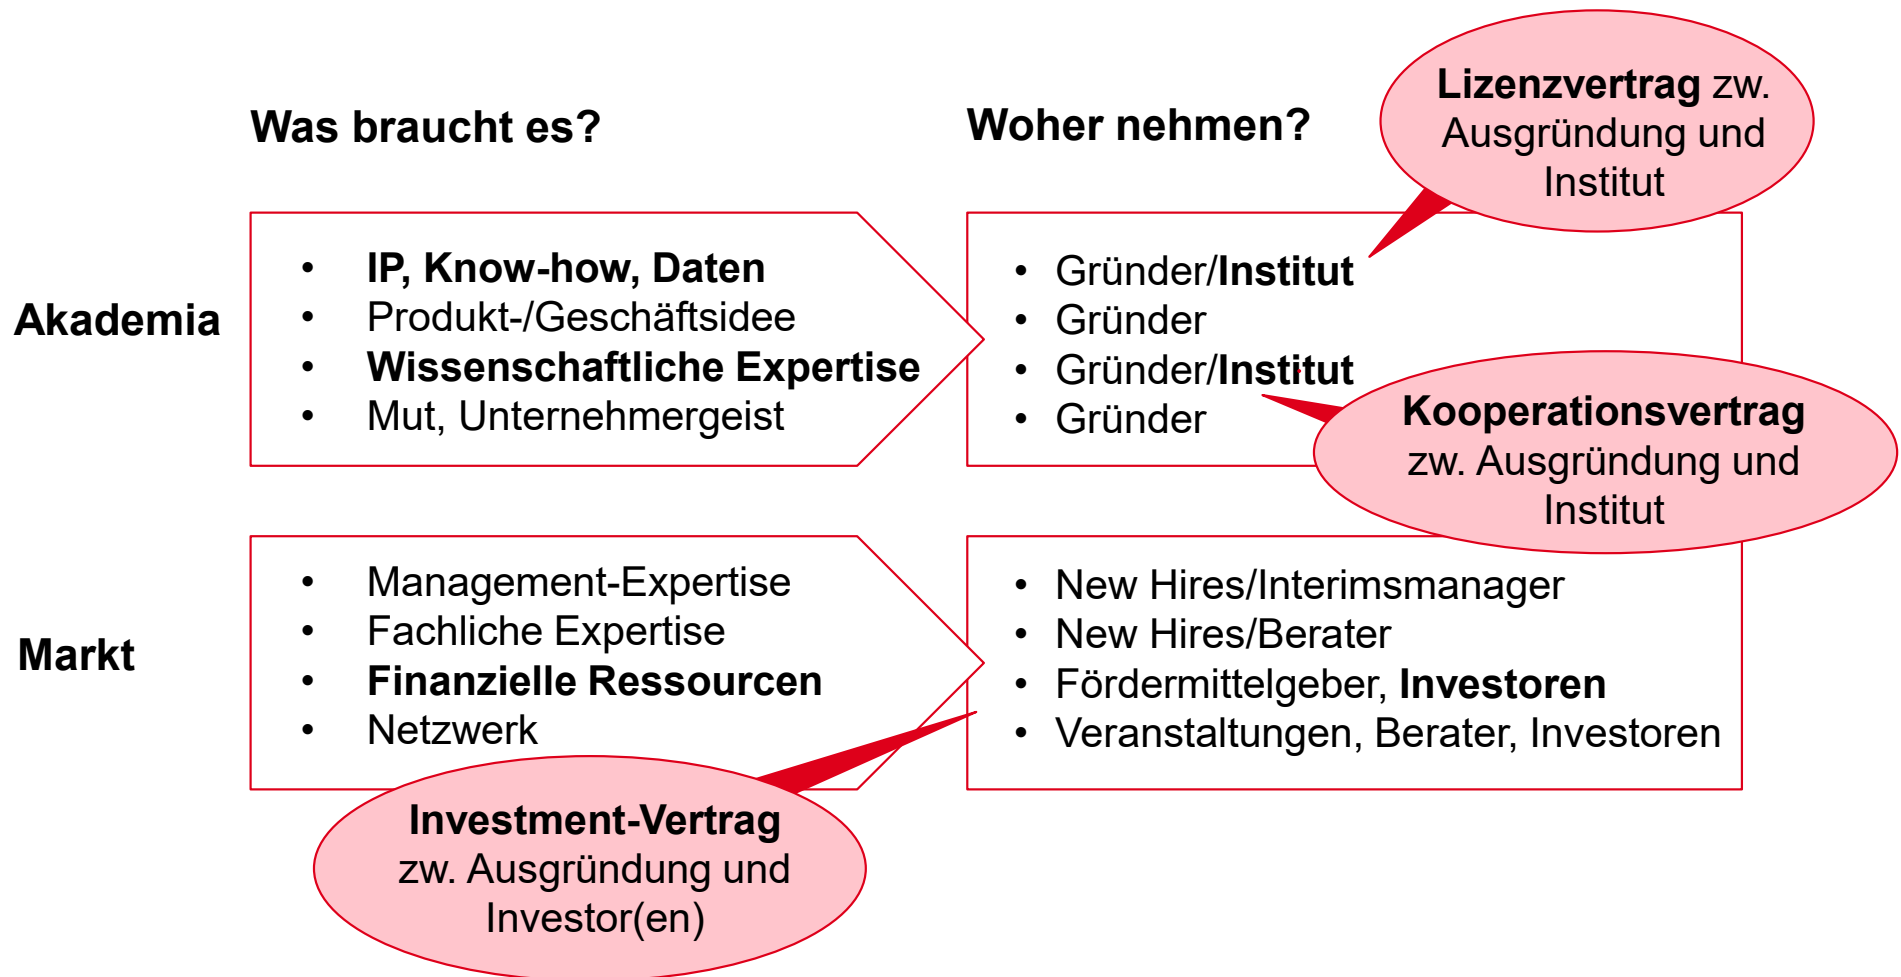 Was braucht es?
Woher nehmen?
Lizenzvertrag zw.
Ausgründung und
Institut
Akademia
• IP, Know-how, Daten
• Produkt-/Geschäftsidee
• Wissenschaftliche Expertise
• Mut, Unternehmergeist
• Gründer/Institut
• Gründer
• Gründer/Institut
• Gründer
Kooperationsvertrag
zw. Ausgründung und
Institut
Markt
• Management-Expertise
• Fachliche Expertise
• Finanzielle Ressourcen
• Netzwerk
• New Hires/Interimsmanager
• New Hires/Berater
• Fördermittelgeber, Investoren
• Veranstaltungen, Berater, Investoren
Investment-Vertrag
zw. Ausgründung und
Investor(en)